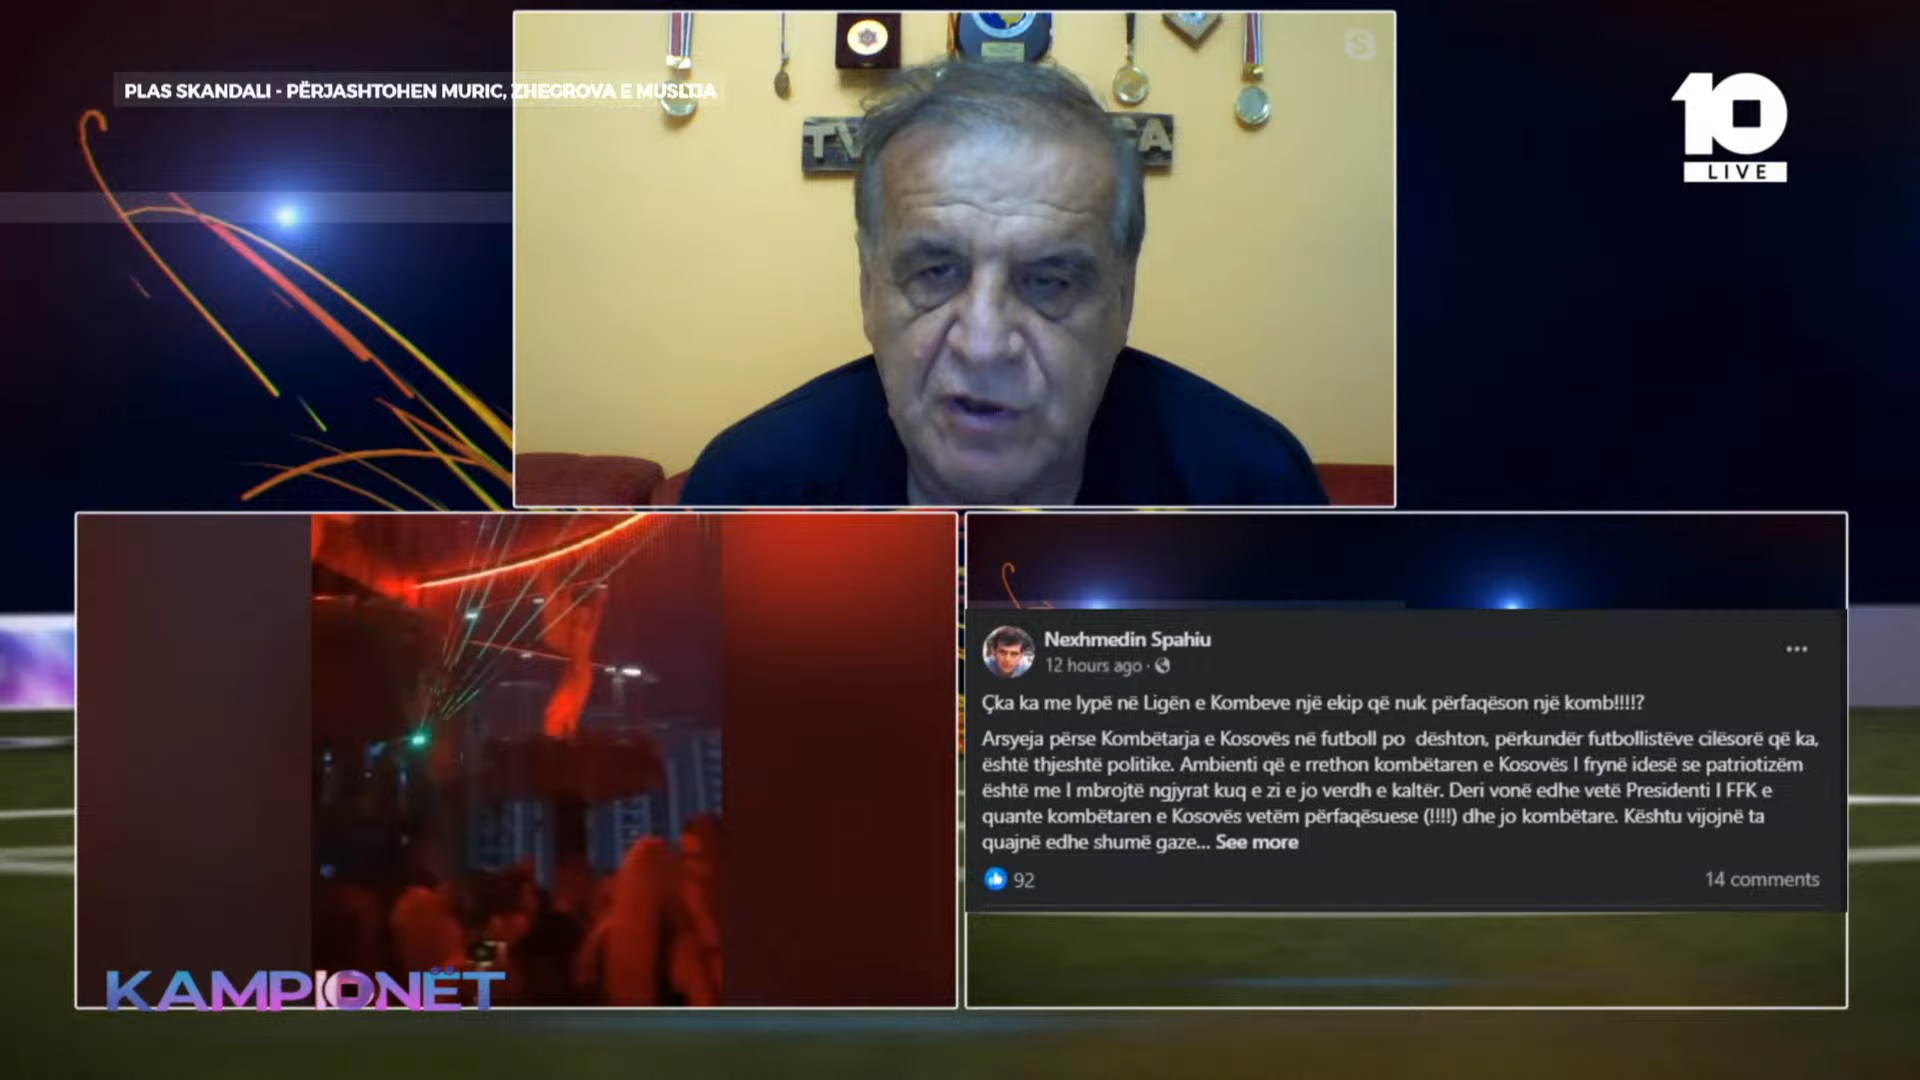 PLAS SKANDALI - PËRJASHTOHEN MURIC, ZHEGROVA E MUSLIJA
TV
A
S
10
LIVE
Nexhmedin Spahiu
12 hours ago ·
Çka ka me lypë në Ligën e Kombeve një ekip që nuk përfaqëson një komb!!!!?
Arsyeja përse Kombëtarja e Kosovës në futboll po dështon, përkundër futbollistëve cilësorë që ka,
është thjeshtë politike. Ambienti që e rrethon kombëtaren e Kosovës I frynë idesë se patriotizëm
është me I mbrojtë ngjyrat kuq e zi e jo verdh e kaltër. Deri vonë edhe vetë Presidenti I FFK e
quante kombëtaren e Kosovës vetëm përfaqësuese (!!!!) dhe jo kombëtare. Kështu vijojnë ta
quajnë edhe shumë gaze... See more
92
14 comments
KAMPIONËT